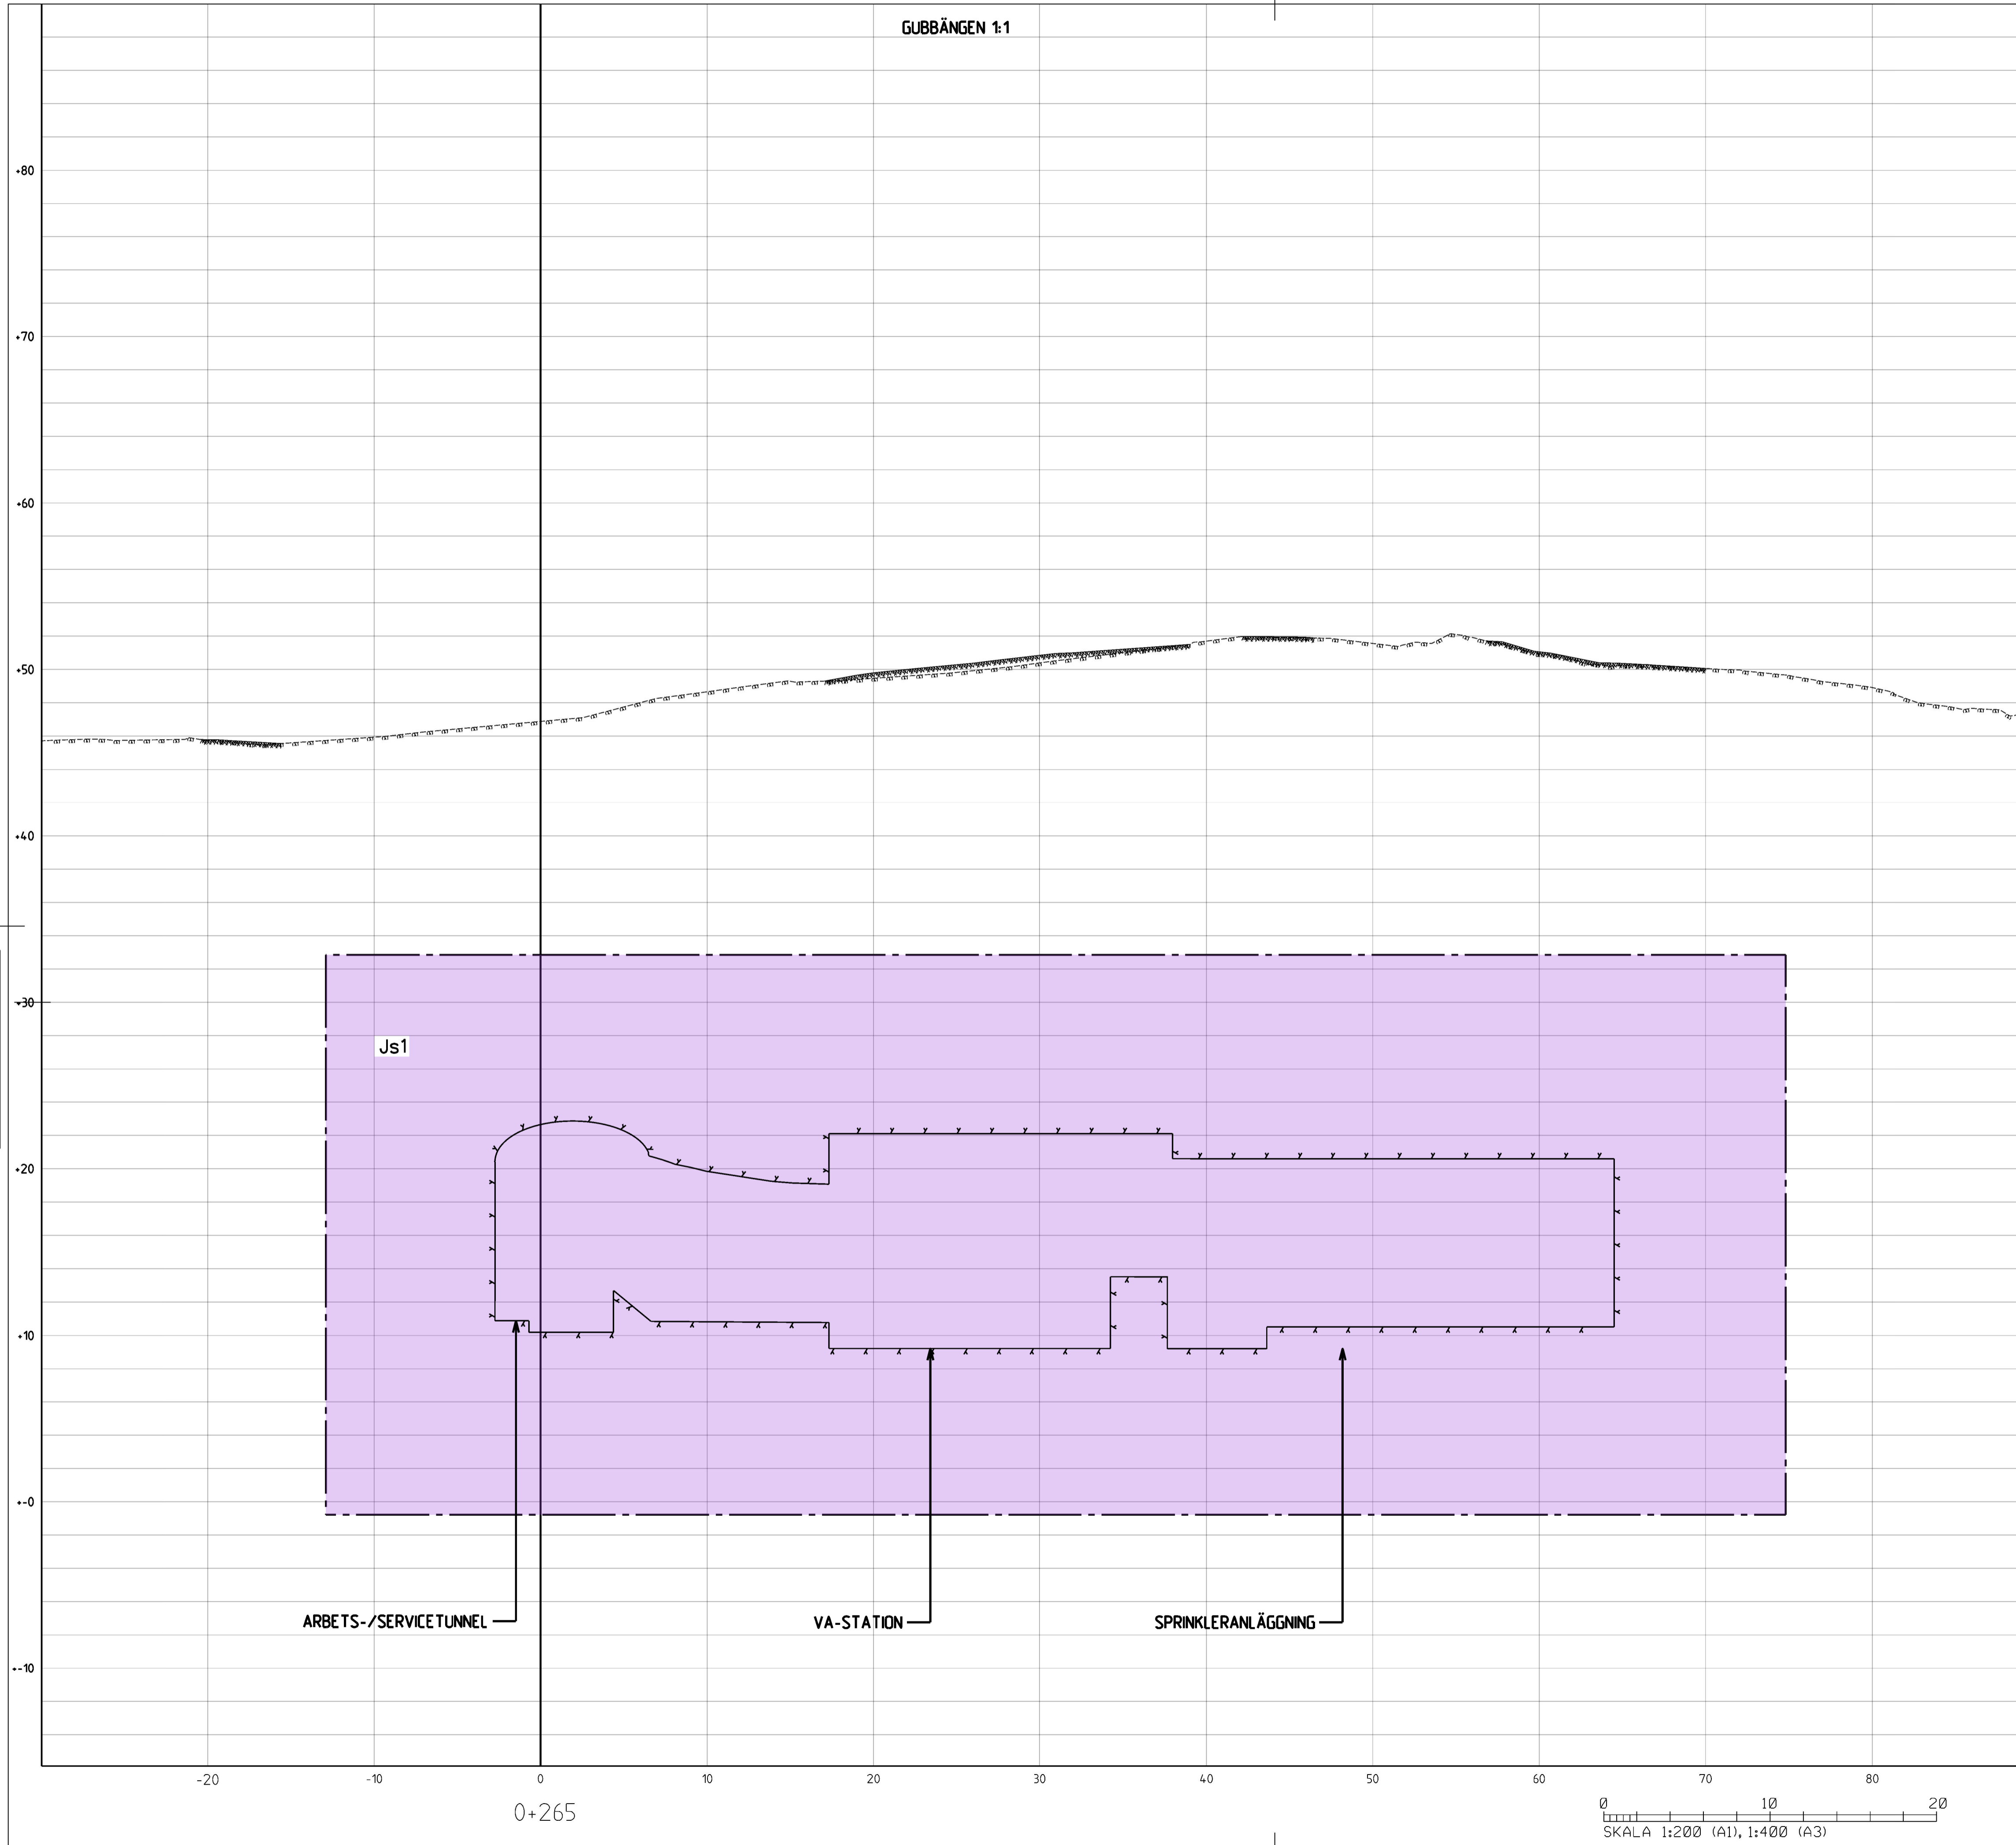 GUBBÄNGEN 1:1
+80
+70
+60
+50
+40
+30
Js1
+20
+10
+-0
ARBETS-/SERVICETUNNEL
VA-STATION
SPRINKLERANLÄGGNING
+-10
-20 -10 0 10 20 30 40 50 60 70 80
0+265
0 10 20
SKALA 1:200 (A1), 1:400 (A3)